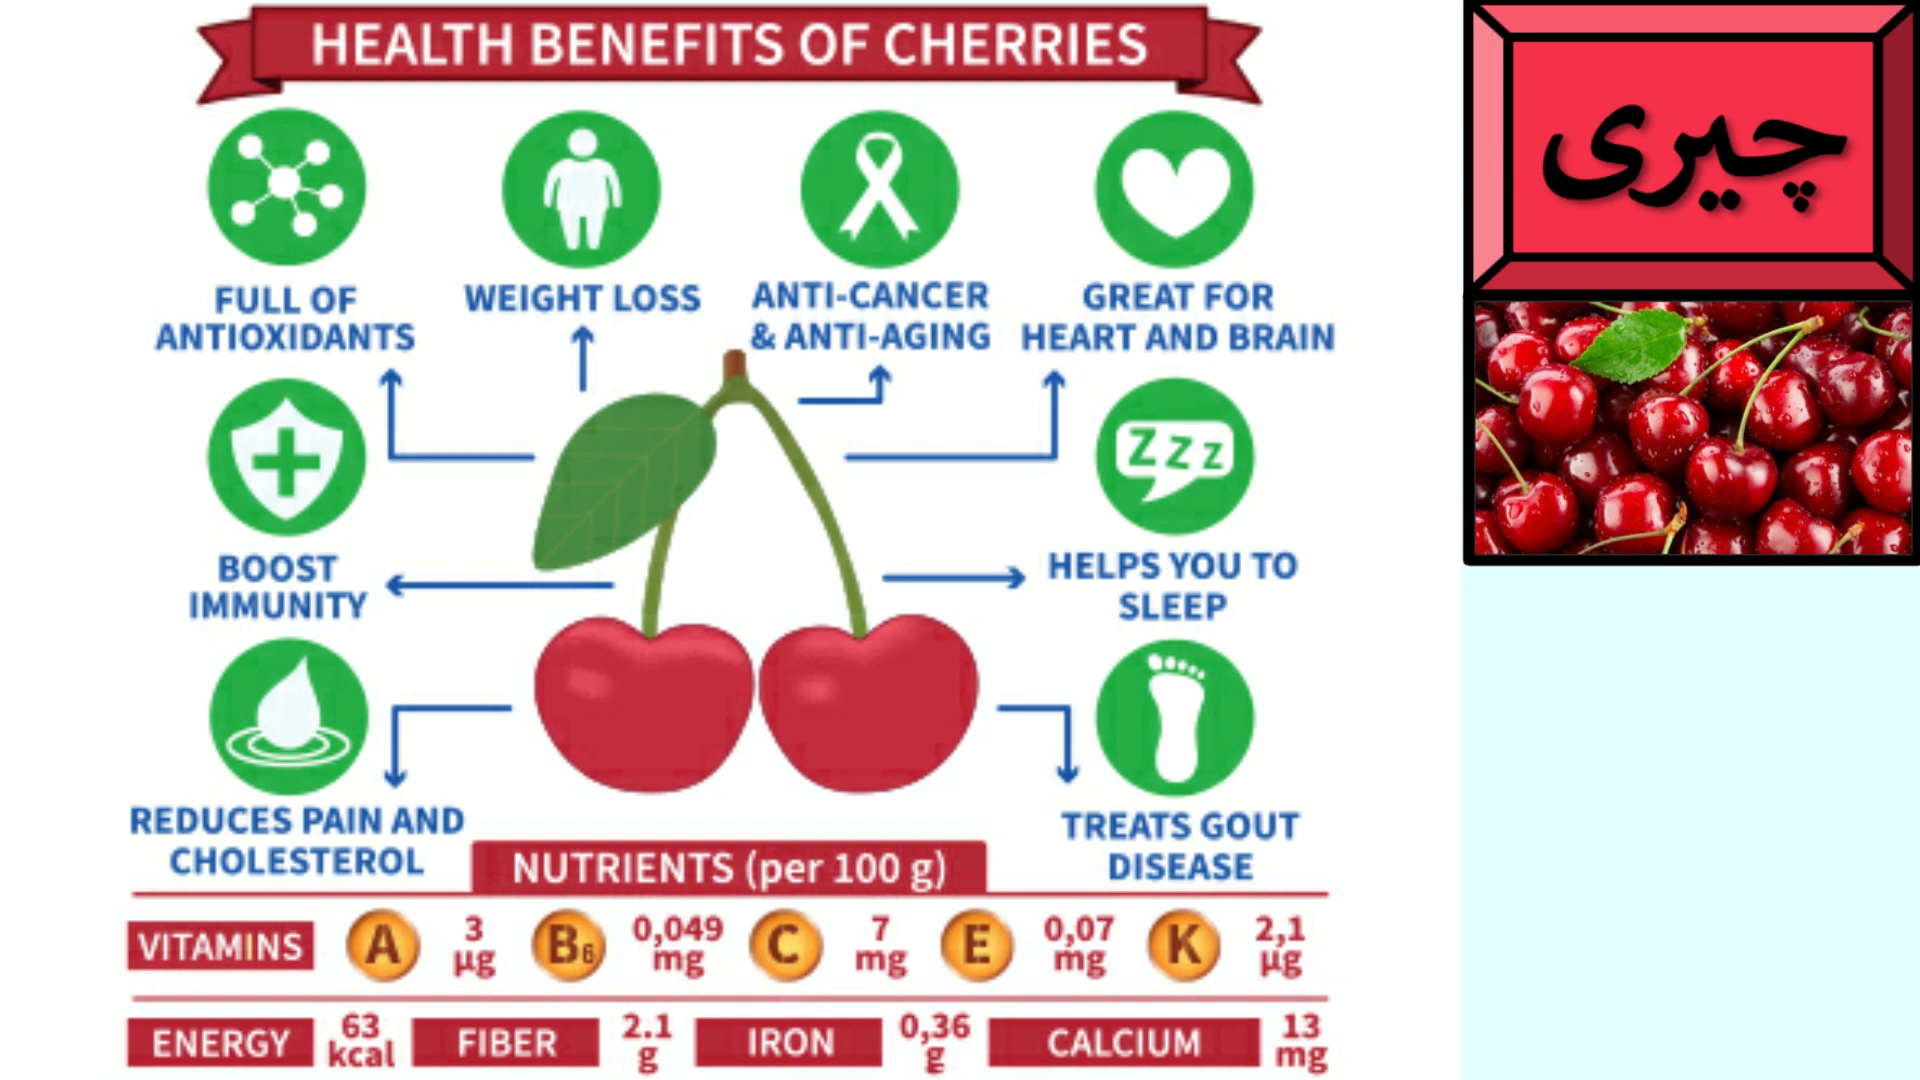 HEALTH BENEFITS OF CHERRIES
FULL OF
ANTIOXIDANTS
WEIGHT LOSS
ANTI-CANCER
& ANTI-AGING
GREAT FOR
HEART AND BRAIN
BOOST
IMMUNITY
Z Z Z
HELPS YOU TO
SLEEP
REDUCES PAIN AND
CHOLESTEROL
TREATS GOUT
DISEASE
NUTRIENTS (per 100 g)
VITAMINS A 3 µg B6 0,049 mg C 7 mg E 0,07 mg K 2,1 µg
ENERGY 63 kcal FIBER 2.1 g IRON 0,36 g CALCIUM 13 mg
چیری